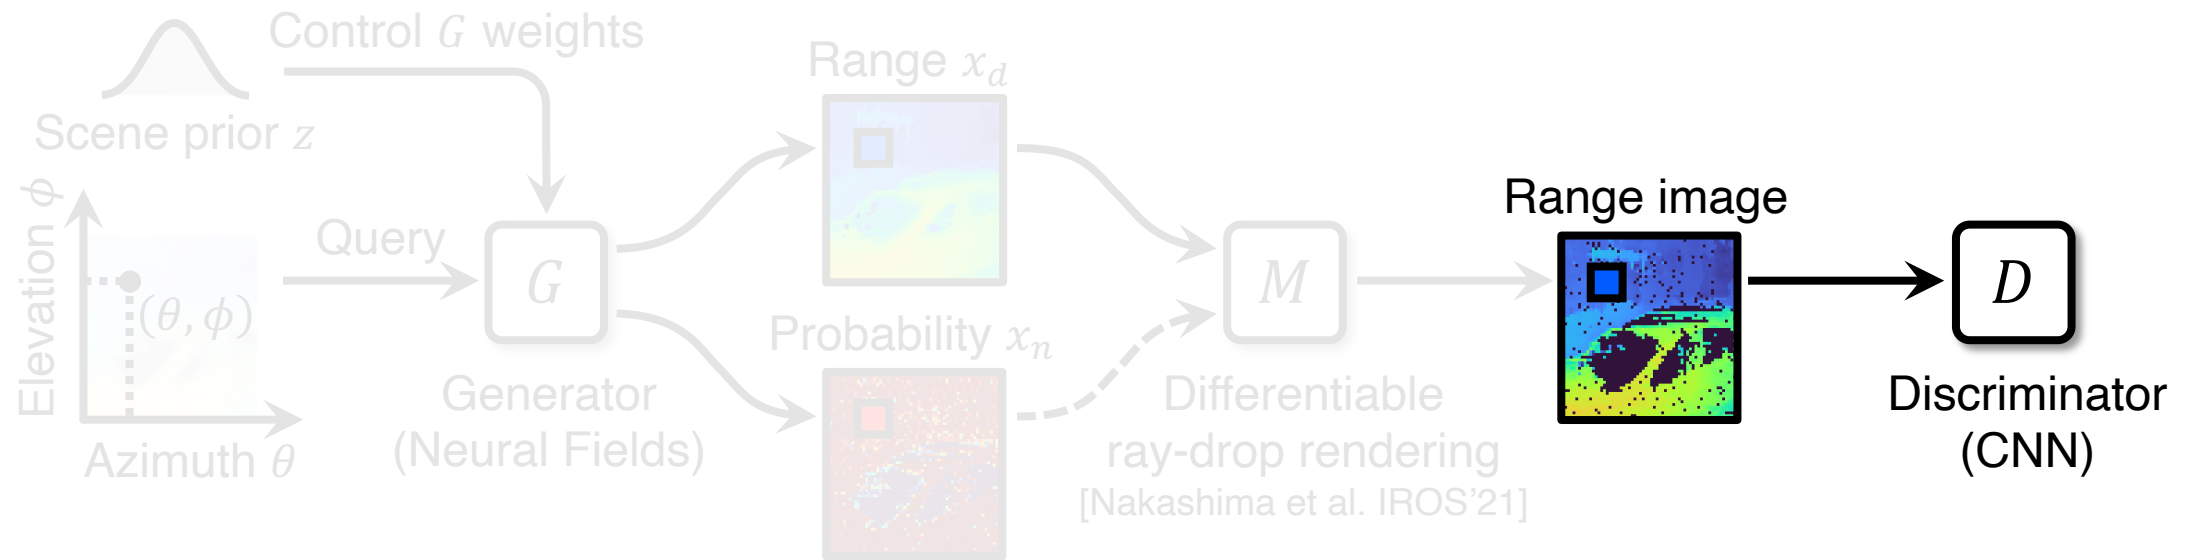 Control G weights
Scene prior z
Elevation ϕ
(θ, ϕ)
Azimuth θ
Query
G
Generator
(Neural Fields)
Range x_d
Probability x_n
M
Differentiable
ray-drop rendering
[Nakashima et al. IROS’21]
Range image
D
Discriminator
(CNN)